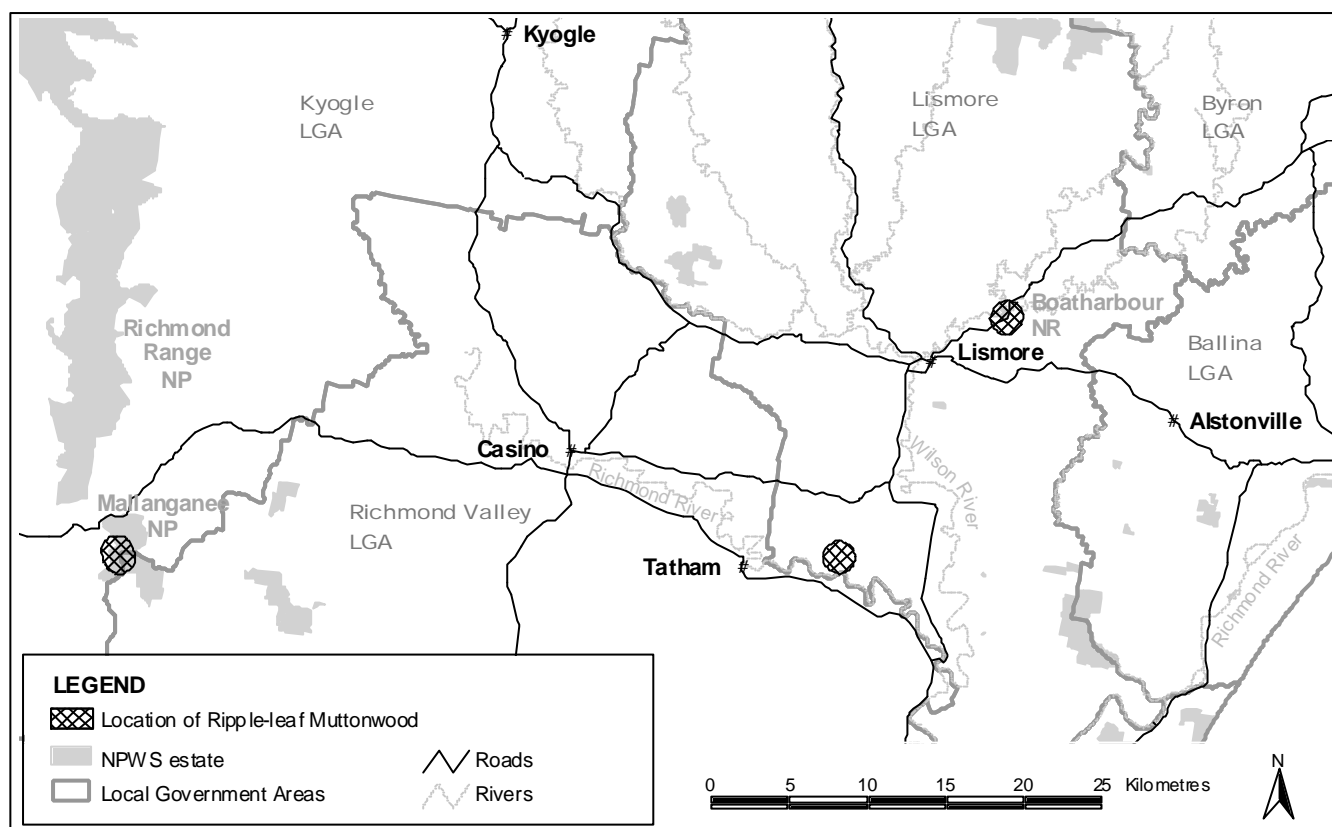 Kyogle
Kyogle
LGA
Lismore
LGA
Byron
LGA
Richmond
Range
NP
Boatharbour
NR
Lismore
Ballina
LGA
Alstonville
Casino
Richmond River
Wilson River
Mallanganee
NP
Richmond Valley
LGA
Tatham
Richmond River
LEGEND
Location of Ripple-leaf Muttonwood
NPWS estate
Roads
Local Government Areas
Rivers
0 5 10 15 20 25 Kilometres
N